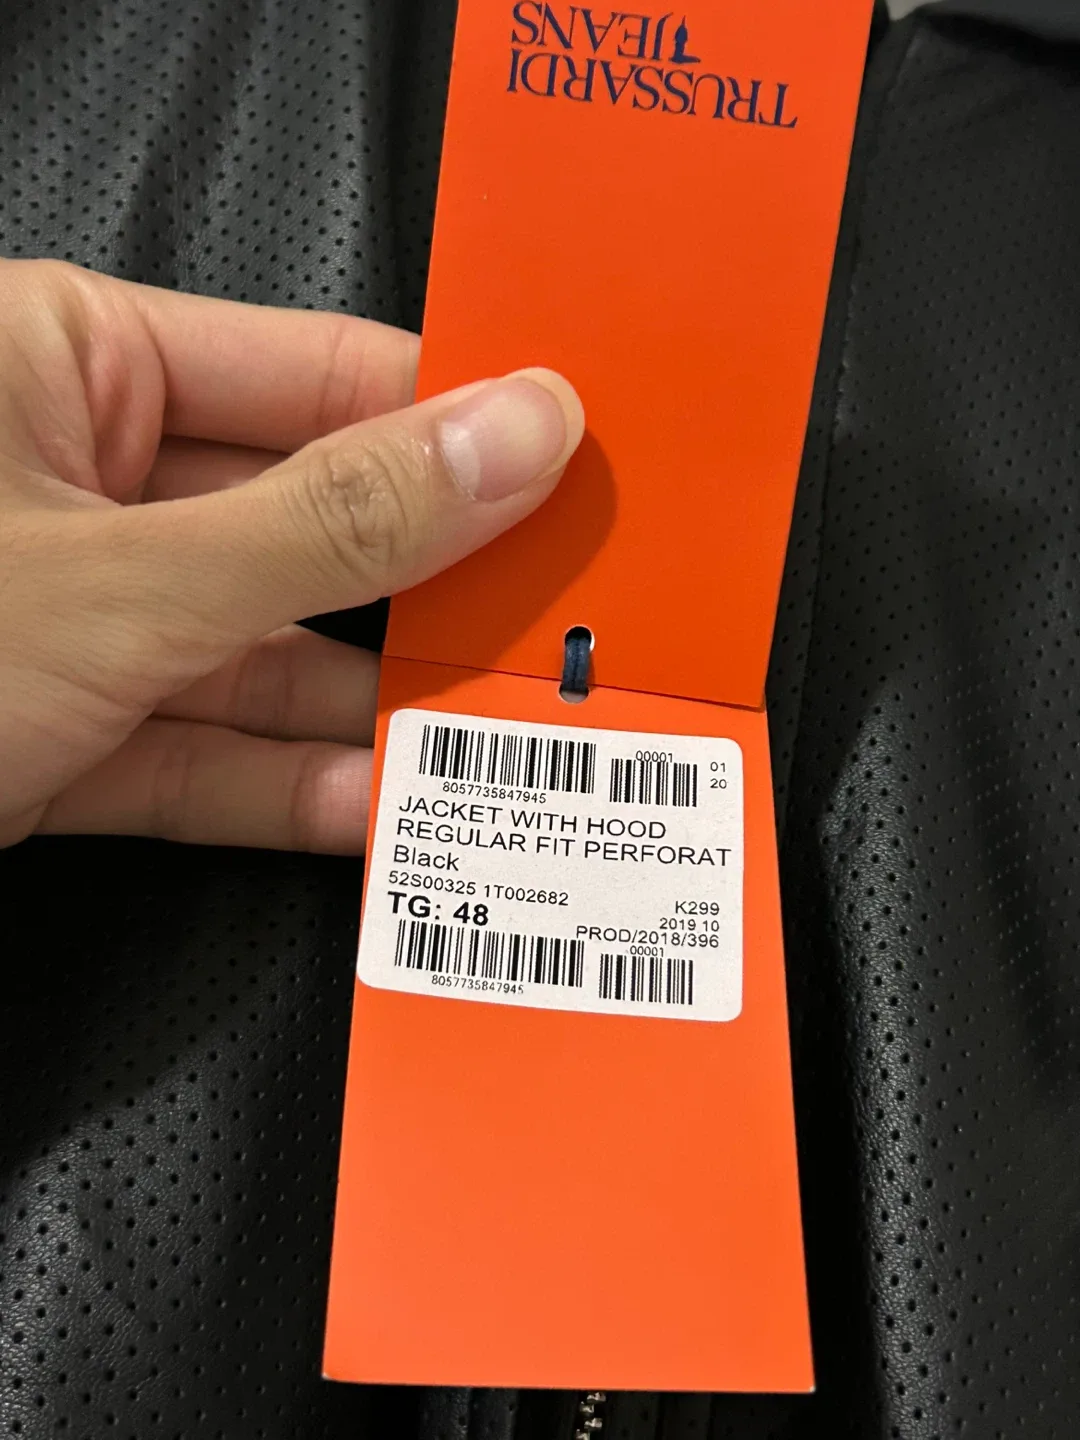 TRUSSARDI
JEANS
00001
01
20
8057735847945
JACKET WITH HOOD
REGULAR FIT PERFORAT
Black
52S00325 1T002682
K299
TG: 48
2019 10
PROD/2018/396
00001
8057735847945